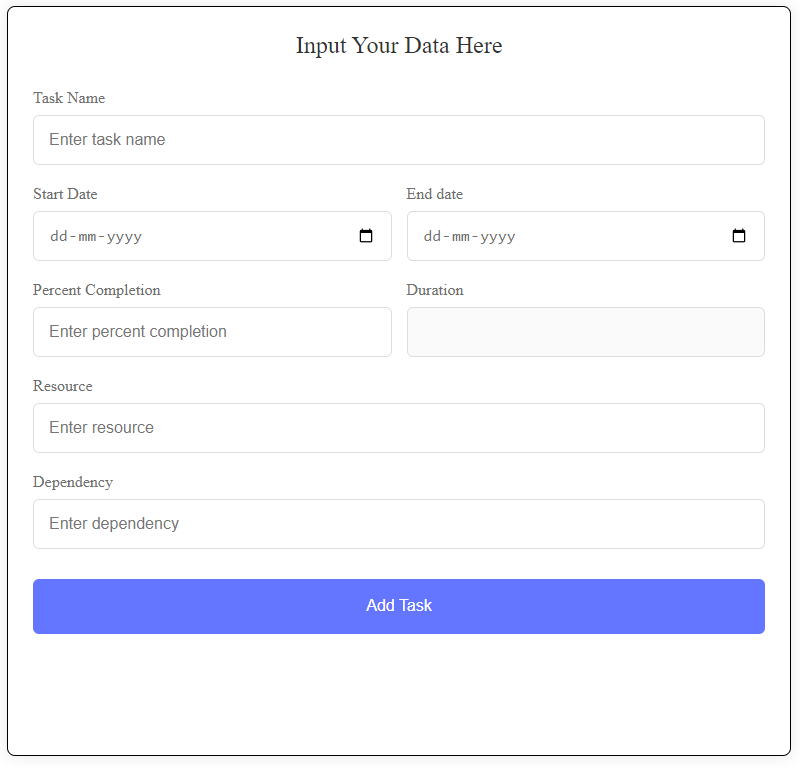 Input Your Data Here
Task Name
Enter task name
Start Date End date
dd-mm-yyyy dd-mm-yyyy
Percent Completion Duration
Enter percent completion
Resource
Enter resource
Dependency
Enter dependency
Add Task